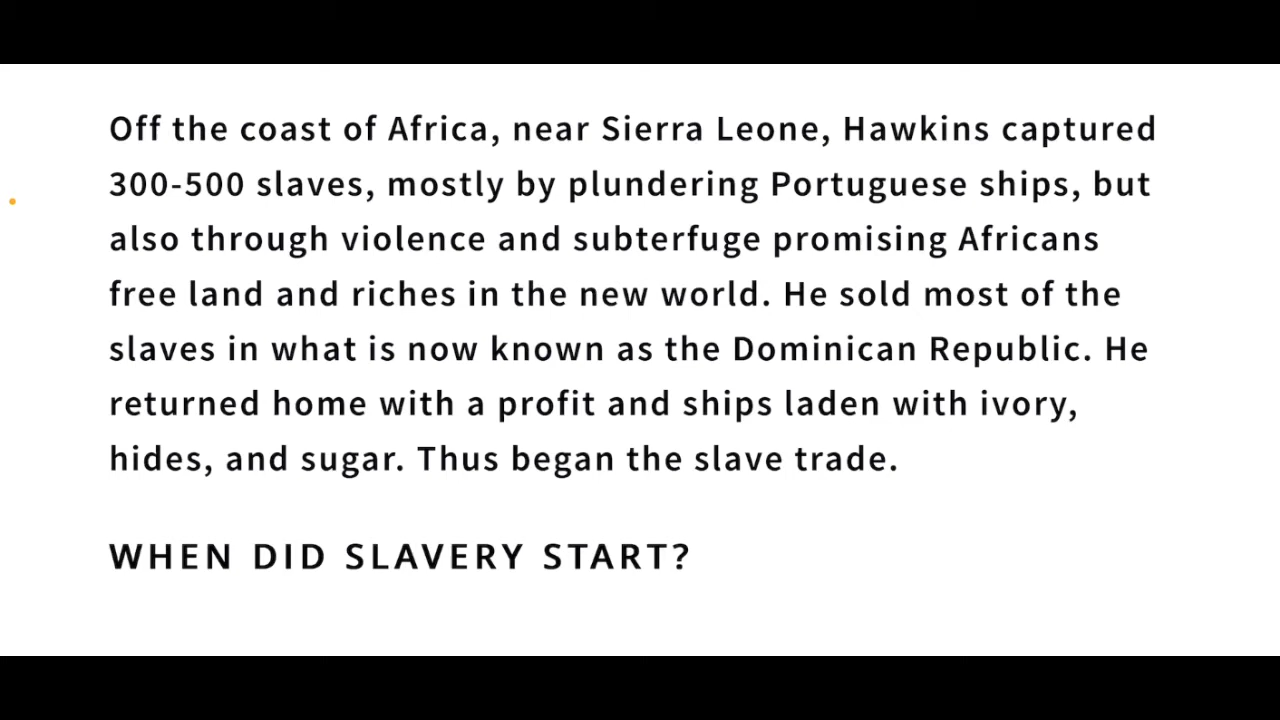 Off the coast of Africa, near Sierra Leone, Hawkins captured
300-500 slaves, mostly by plundering Portuguese ships, but
also through violence and subterfuge promising Africans
free land and riches in the new world. He sold most of the
slaves in what is now known as the Dominican Republic. He
returned home with a profit and ships laden with ivory,
hides, and sugar. Thus began the slave trade.
WHEN DID SLAVERY START?